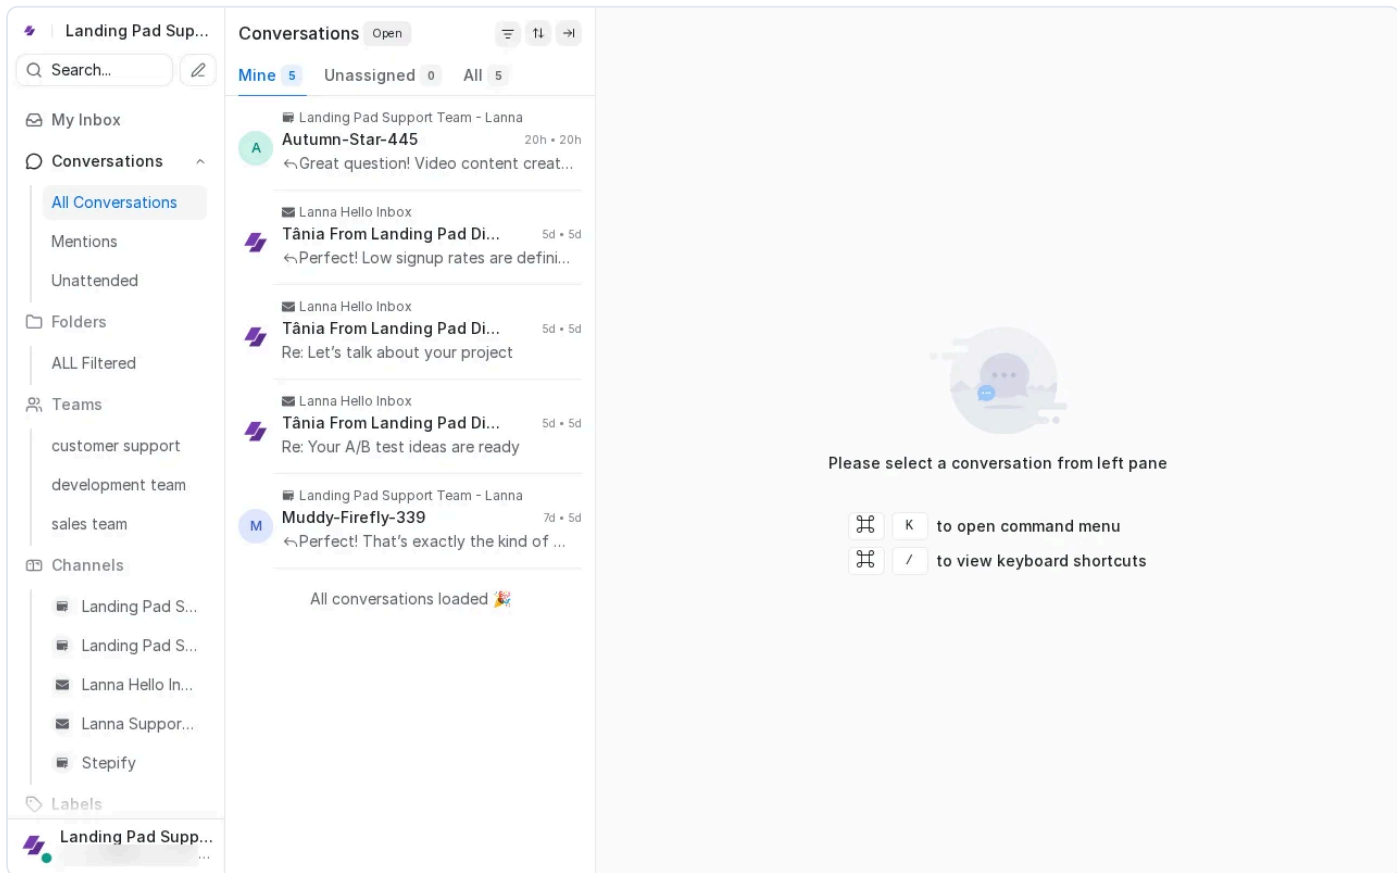 Landing Pad Sup...
Search...
My Inbox
Conversations
All Conversations
Mentions
Unattended
Folders
ALL Filtered
Teams
customer support
development team
sales team
Channels
Landing Pad S...
Landing Pad S...
Lanna Hello In...
Lanna Suppor...
Stepify
Labels
Landing Pad Supp...
...
Conversations Open
Mine 5 Unassigned 0 All 5
Landing Pad Support Team - Lanna
A Autumn-Star-445 20h • 20h
Great question! Video content creat...
Lanna Hello Inbox
Tânia From Landing Pad Di... 5d • 5d
Perfect! Low signup rates are defini...
Lanna Hello Inbox
Tânia From Landing Pad Di... 5d • 5d
Re: Let’s talk about your project
Lanna Hello Inbox
Tânia From Landing Pad Di... 5d • 5d
Re: Your A/B test ideas are ready
Landing Pad Support Team - Lanna
M Muddy-Firefly-339 7d • 5d
Perfect! That’s exactly the kind of ...
All conversations loaded 🎉
Please select a conversation from left pane
⌘ K to open command menu
⌘ / to view keyboard shortcuts